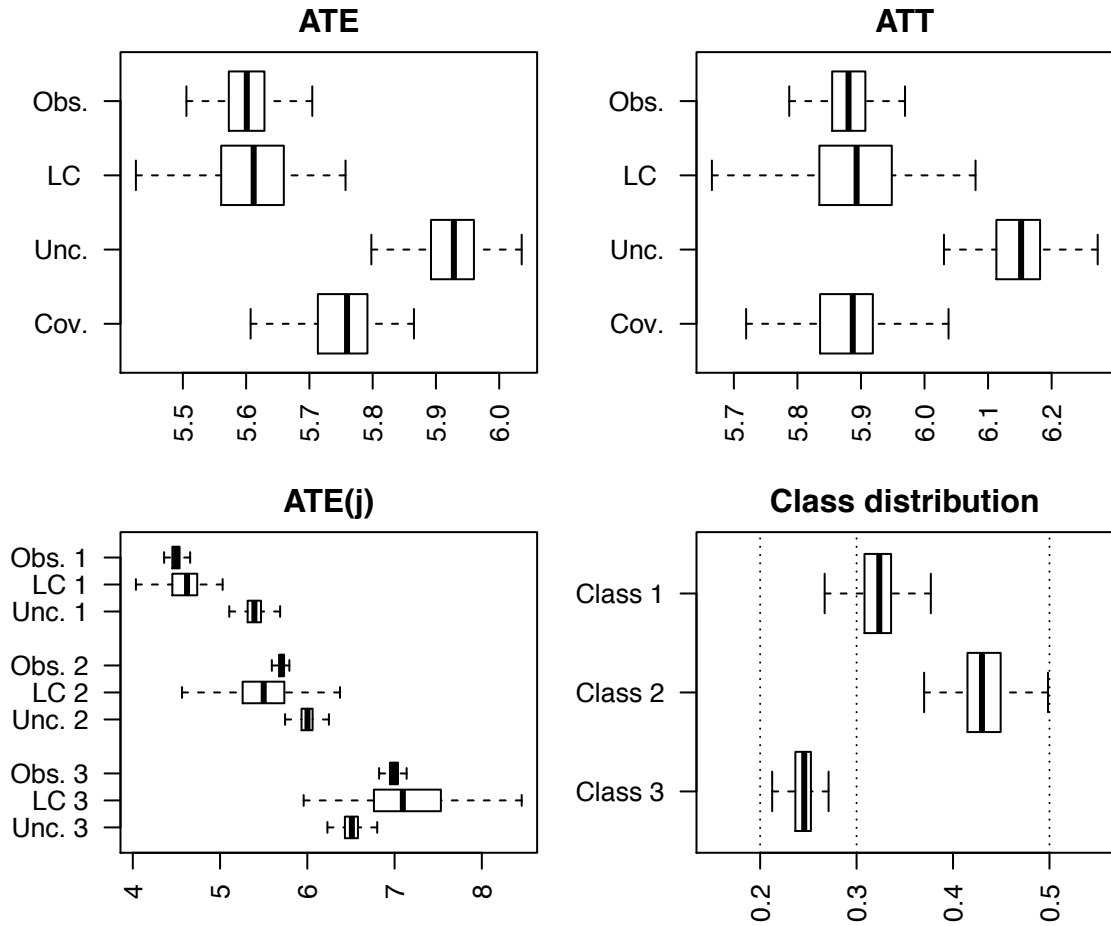 ATE
Obs.
LC
Unc.
Cov.
5.5 5.6 5.7 5.8 5.9 6.0
ATT
Obs.
LC
Unc.
Cov.
5.7 5.8 5.9 6.0 6.1 6.2
ATE(j)
Obs. 1
LC 1
Unc. 1
Obs. 2
LC 2
Unc. 2
Obs. 3
LC 3
Unc. 3
4 5 6 7 8
Class distribution
Class 1
Class 2
Class 3
0.2 0.3 0.4 0.5